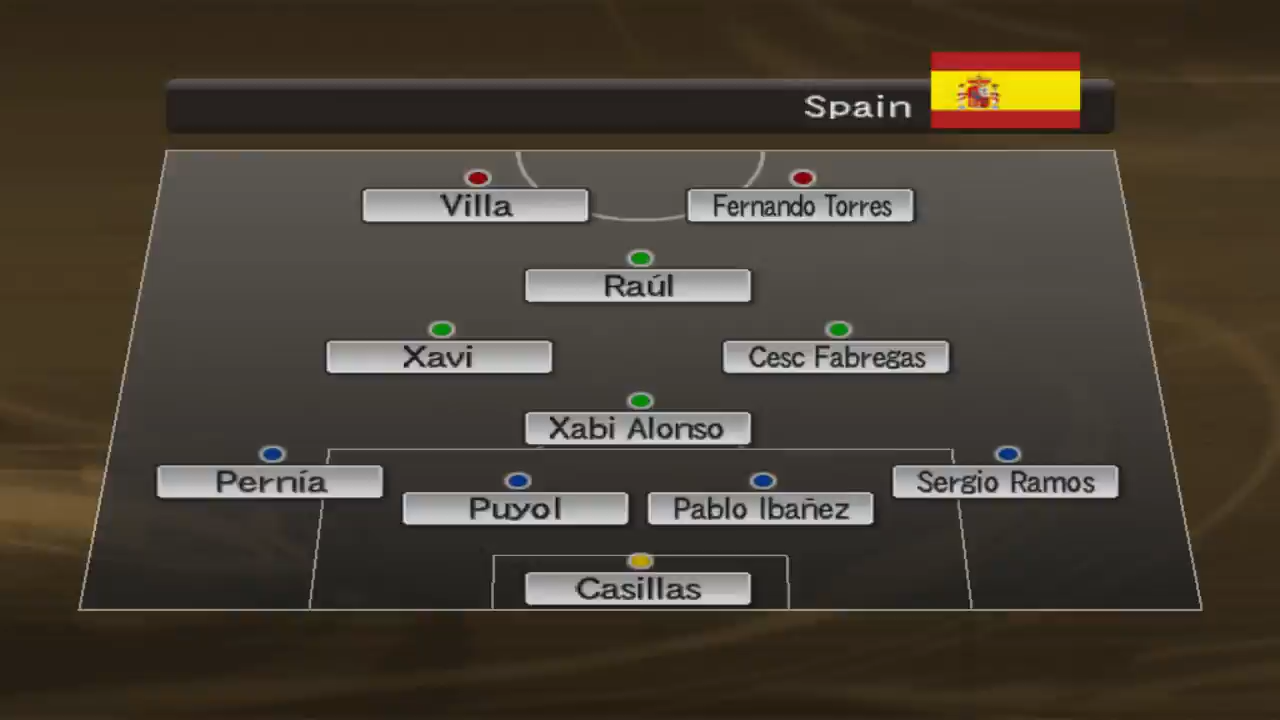 Spain
Villa
Fernando Torres
Raúl
Xavi
Cesc Fabregas
Xabi Alonso
Pernía
Sergio Ramos
Puyol
Pablo Ibañez
Casillas